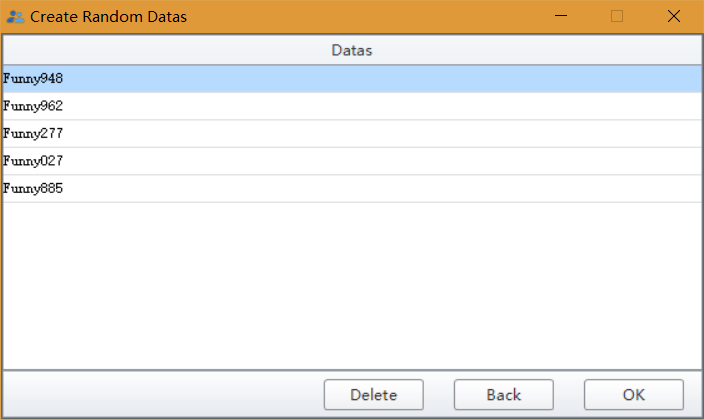 Create Random Datas
Datas
Funny948
Funny962
Funny277
Funny027
Funny885
Delete Back OK